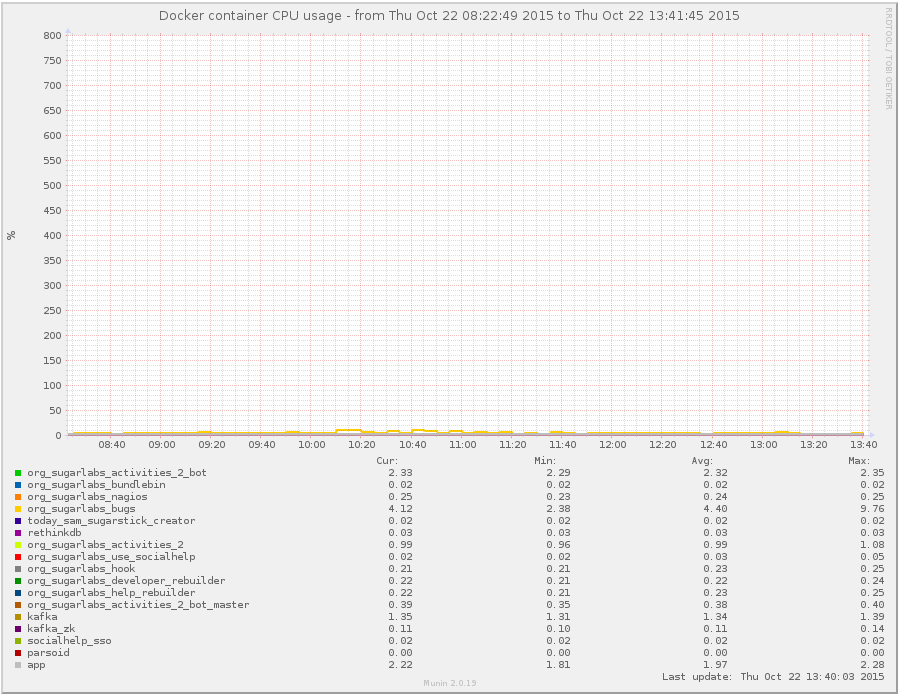 Docker container CPU usage - from Thu Oct 22 08:22:49 2015 to Thu Oct 22 13:41:45 2015
RRDTOOL / TOBI OETIKER
%
800
750
700
650
600
550
500
450
400
350
300
250
200
150
100
50
0
08:40 09:00 09:20 09:40 10:00 10:20 10:40 11:00 11:20 11:40 12:00 12:20 12:40 13:00 13:20 13:40
Cur: Min: Avg: Max:
org_sugarlabs_activities_2_bot 2.33 2.29 2.32 2.35
org_sugarlabs_bundlebin 0.02 0.02 0.02 0.02
org_sugarlabs_nagios 0.25 0.23 0.24 0.25
org_sugarlabs_bugs 4.12 2.38 4.40 9.76
today_sam_sugarstick_creator 0.02 0.02 0.02 0.02
rethinkdb 0.03 0.03 0.03 0.03
org_sugarlabs_activities_2 0.99 0.96 0.99 1.08
org_sugarlabs_use_socialhelp 0.02 0.02 0.03 0.05
org_sugarlabs_hook 0.21 0.21 0.23 0.25
org_sugarlabs_developer_rebuilder 0.22 0.21 0.22 0.24
org_sugarlabs_help_rebuilder 0.22 0.21 0.23 0.25
org_sugarlabs_activities_2_bot_master 0.39 0.35 0.38 0.40
kafka 1.35 1.31 1.34 1.39
kafka_zk 0.11 0.10 0.11 0.14
socialhelp_sso 0.02 0.02 0.02 0.02
parsoid 0.00 0.00 0.00 0.00
app 2.22 1.81 1.97 2.28
Last update: Thu Oct 22 13:40:03 2015
Munin 2.0.19